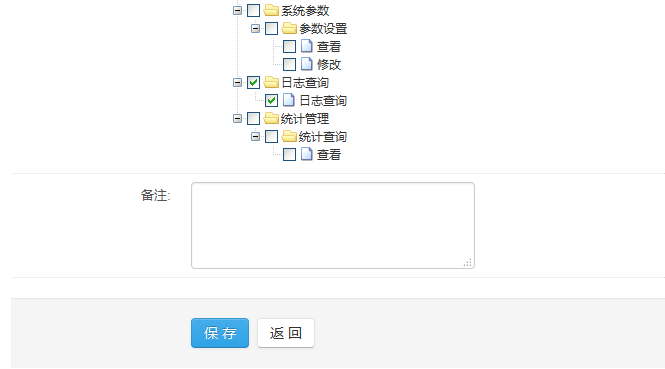 系统参数
参数设置
查看
修改
日志查询
日志查询
统计管理
统计查询
查看
备注:
保 存 返 回